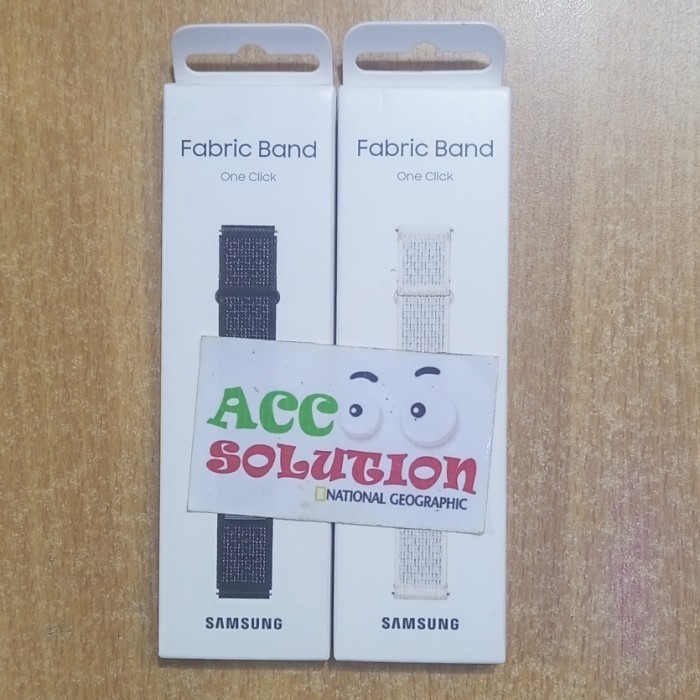 Fabric Band
One Click
SAMSUNG
Fabric Band
One Click
SAMSUNG
ACC
SOLUTION
NATIONAL GEOGRAPHIC